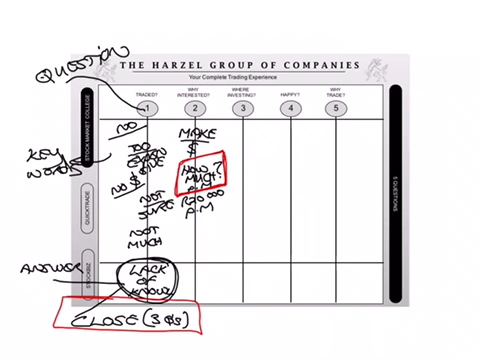 THE HARZEL GROUP OF COMPANIES
Your Complete Trading Experience
QUESTION
TRADED?
WHY INTERESTED?
WHERE INVESTING?
HAPPY?
WHY TRADE?
1
2
3
4
5
STOCK MARKET COLLEGE
QUICKTRADE
STOCKBIZ
5 QUESTIONS
KEY
WORDS
NO
TOO
NO $
NOT
SURE
NOT
MUCH
MAKE
$
HOW?
MUCH?
P.M
P.M
ANSWER
LACK
OF
CLOSE (3